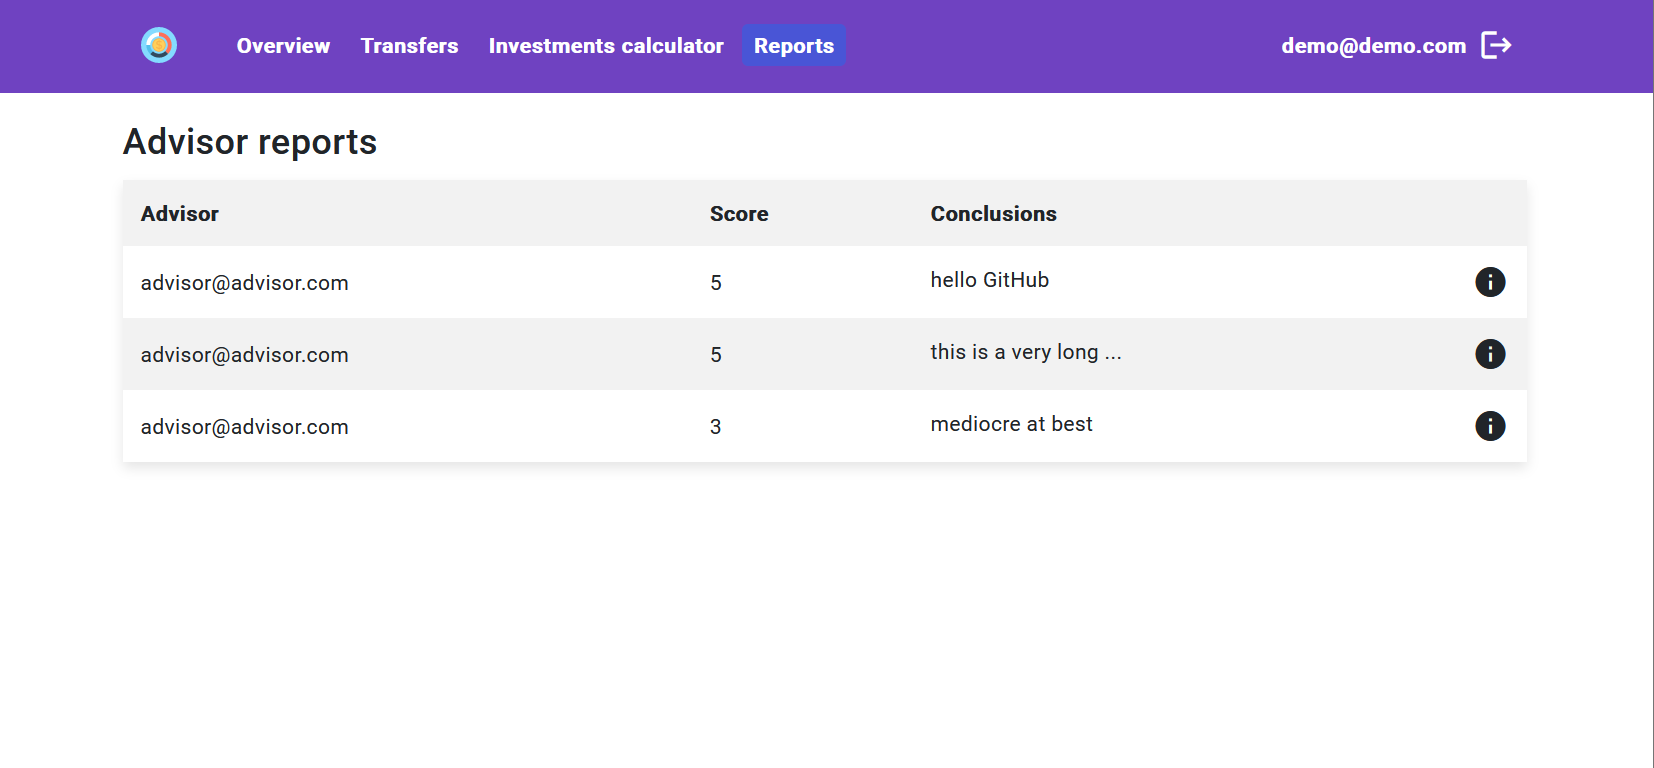 Overview Transfers Investments calculator Reports demo@demo.com
Advisor reports
Advisor Score Conclusions
advisor@advisor.com 5 hello GitHub
advisor@advisor.com 5 this is a very long ...
advisor@advisor.com 3 mediocre at best